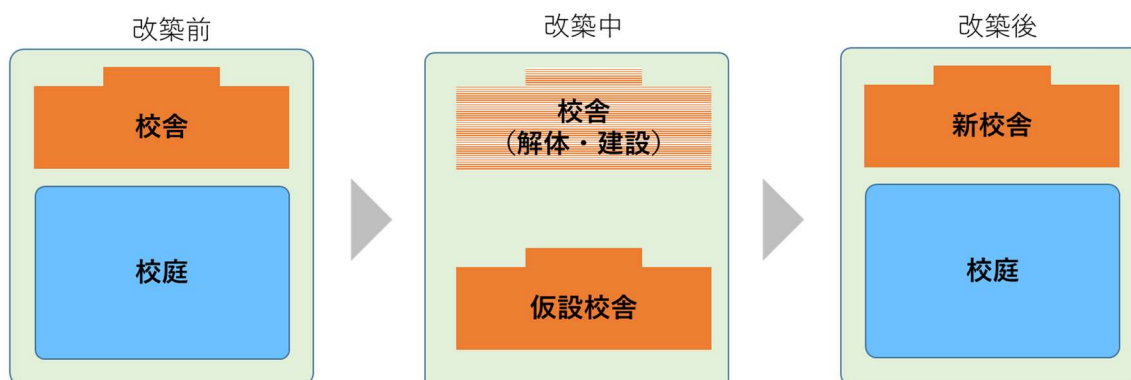 改築前
校舎
校庭
改築中
校舎
（解体・建設）
仮設校舎
改築後
新校舎
校庭